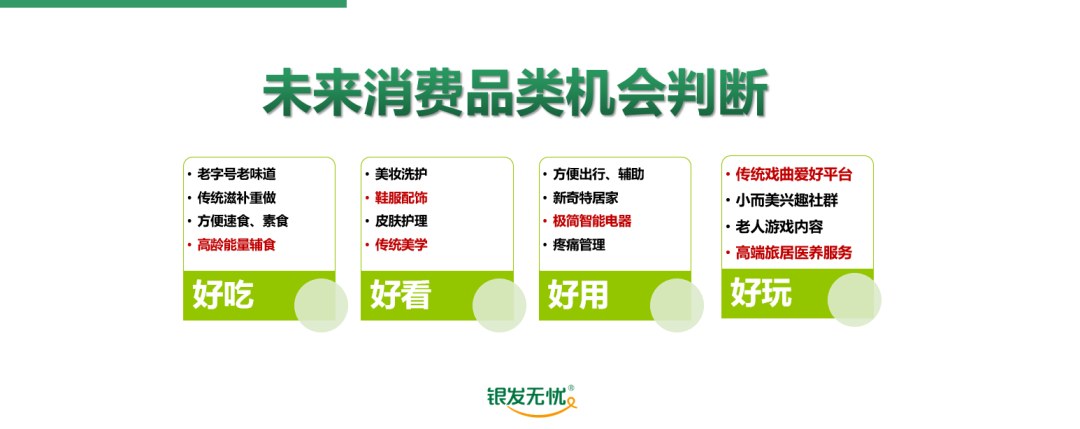 未来消费品类机会判断
• 老字号老味道
• 传统滋补重做
• 方便速食、素食
• 高龄能量辅食
好吃
• 美妆洗护
• 鞋服配饰
• 皮肤护理
• 传统美学
好看
• 方便出行、辅助
• 新奇特居家
• 极简智能电器
• 疼痛管理
好用
• 传统戏曲爱好平台
• 小而美兴趣社群
• 老人游戏内容
• 高端旅居医养服务
好玩
银发无忧®